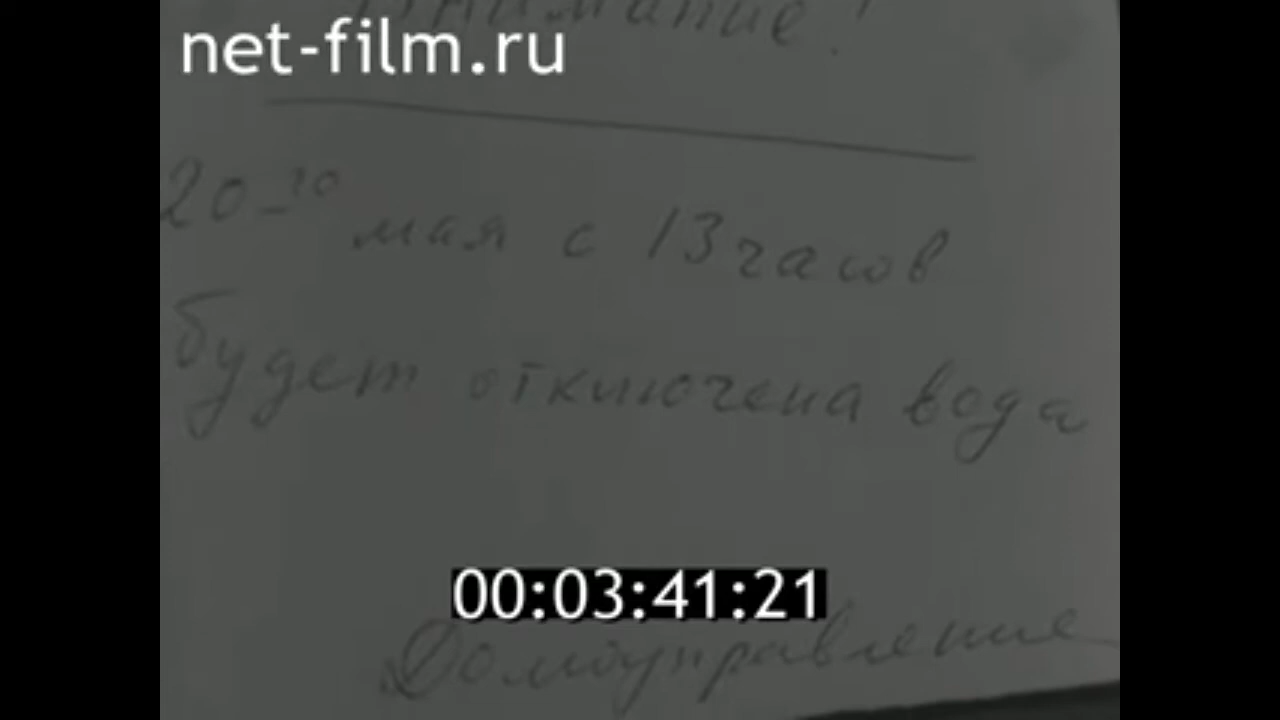 net-film.ru
Внимание!
20-го мая с 13 часов
будет отключена вода
00:03:41:21
Домоуправление